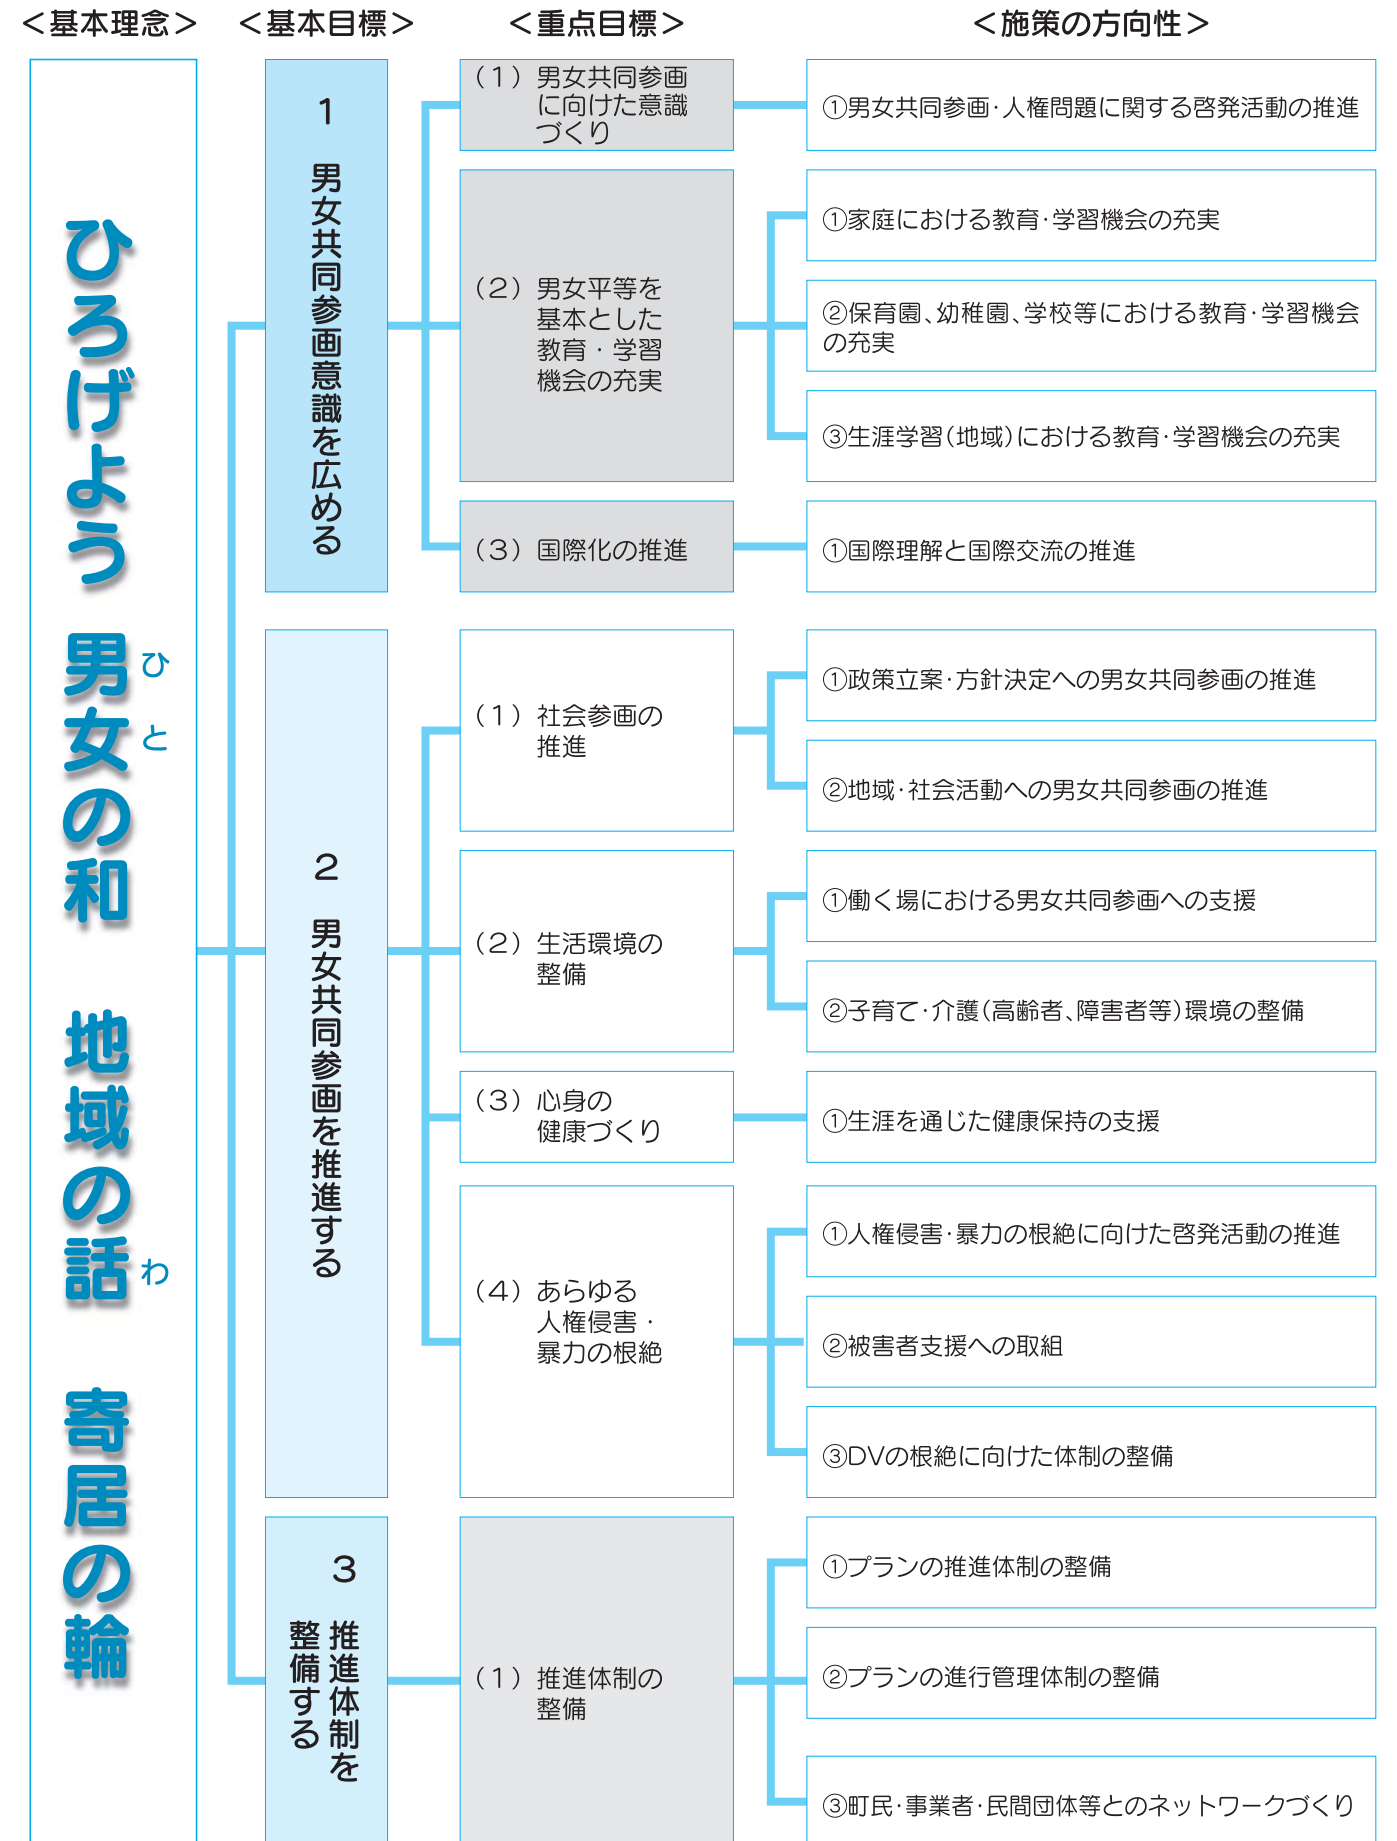 ＜基本理念＞ ＜基本目標＞ ＜重点目標＞ ＜施策の方向性＞
ひろげよう 男女の和 地域の話 寄居の輪
ひと
わ
1 男女共同参画意識を広める
（1）男女共同参画
に向けた意識
づくり
①男女共同参画・人権問題に関する啓発活動の推進
（2）男女平等を
基本とした
教育・学習
機会の充実
①家庭における教育・学習機会の充実
②保育園、幼稚園、学校等における教育・学習機会
の充実
③生涯学習（地域）における教育・学習機会の充実
（3）国際化の推進
①国際理解と国際交流の推進
2 男女共同参画を推進する
（1）社会参画の
推進
①政策立案・方針決定への男女共同参画の推進
②地域・社会活動への男女共同参画の推進
（2）生活環境の
整備
①働く場における男女共同参画への支援
②子育て・介護（高齢者、障害者等）環境の整備
（3）心身の
健康づくり
①生涯を通じた健康保持の支援
（4）あらゆる
人権侵害・
暴力の根絶
①人権侵害・暴力の根絶に向けた啓発活動の推進
②被害者支援への取組
③DVの根絶に向けた体制の整備
3 推進体制を
整備する
（1）推進体制の
整備
①プランの推進体制の整備
②プランの進行管理体制の整備
③町民・事業者・民間団体等とのネットワークづくり